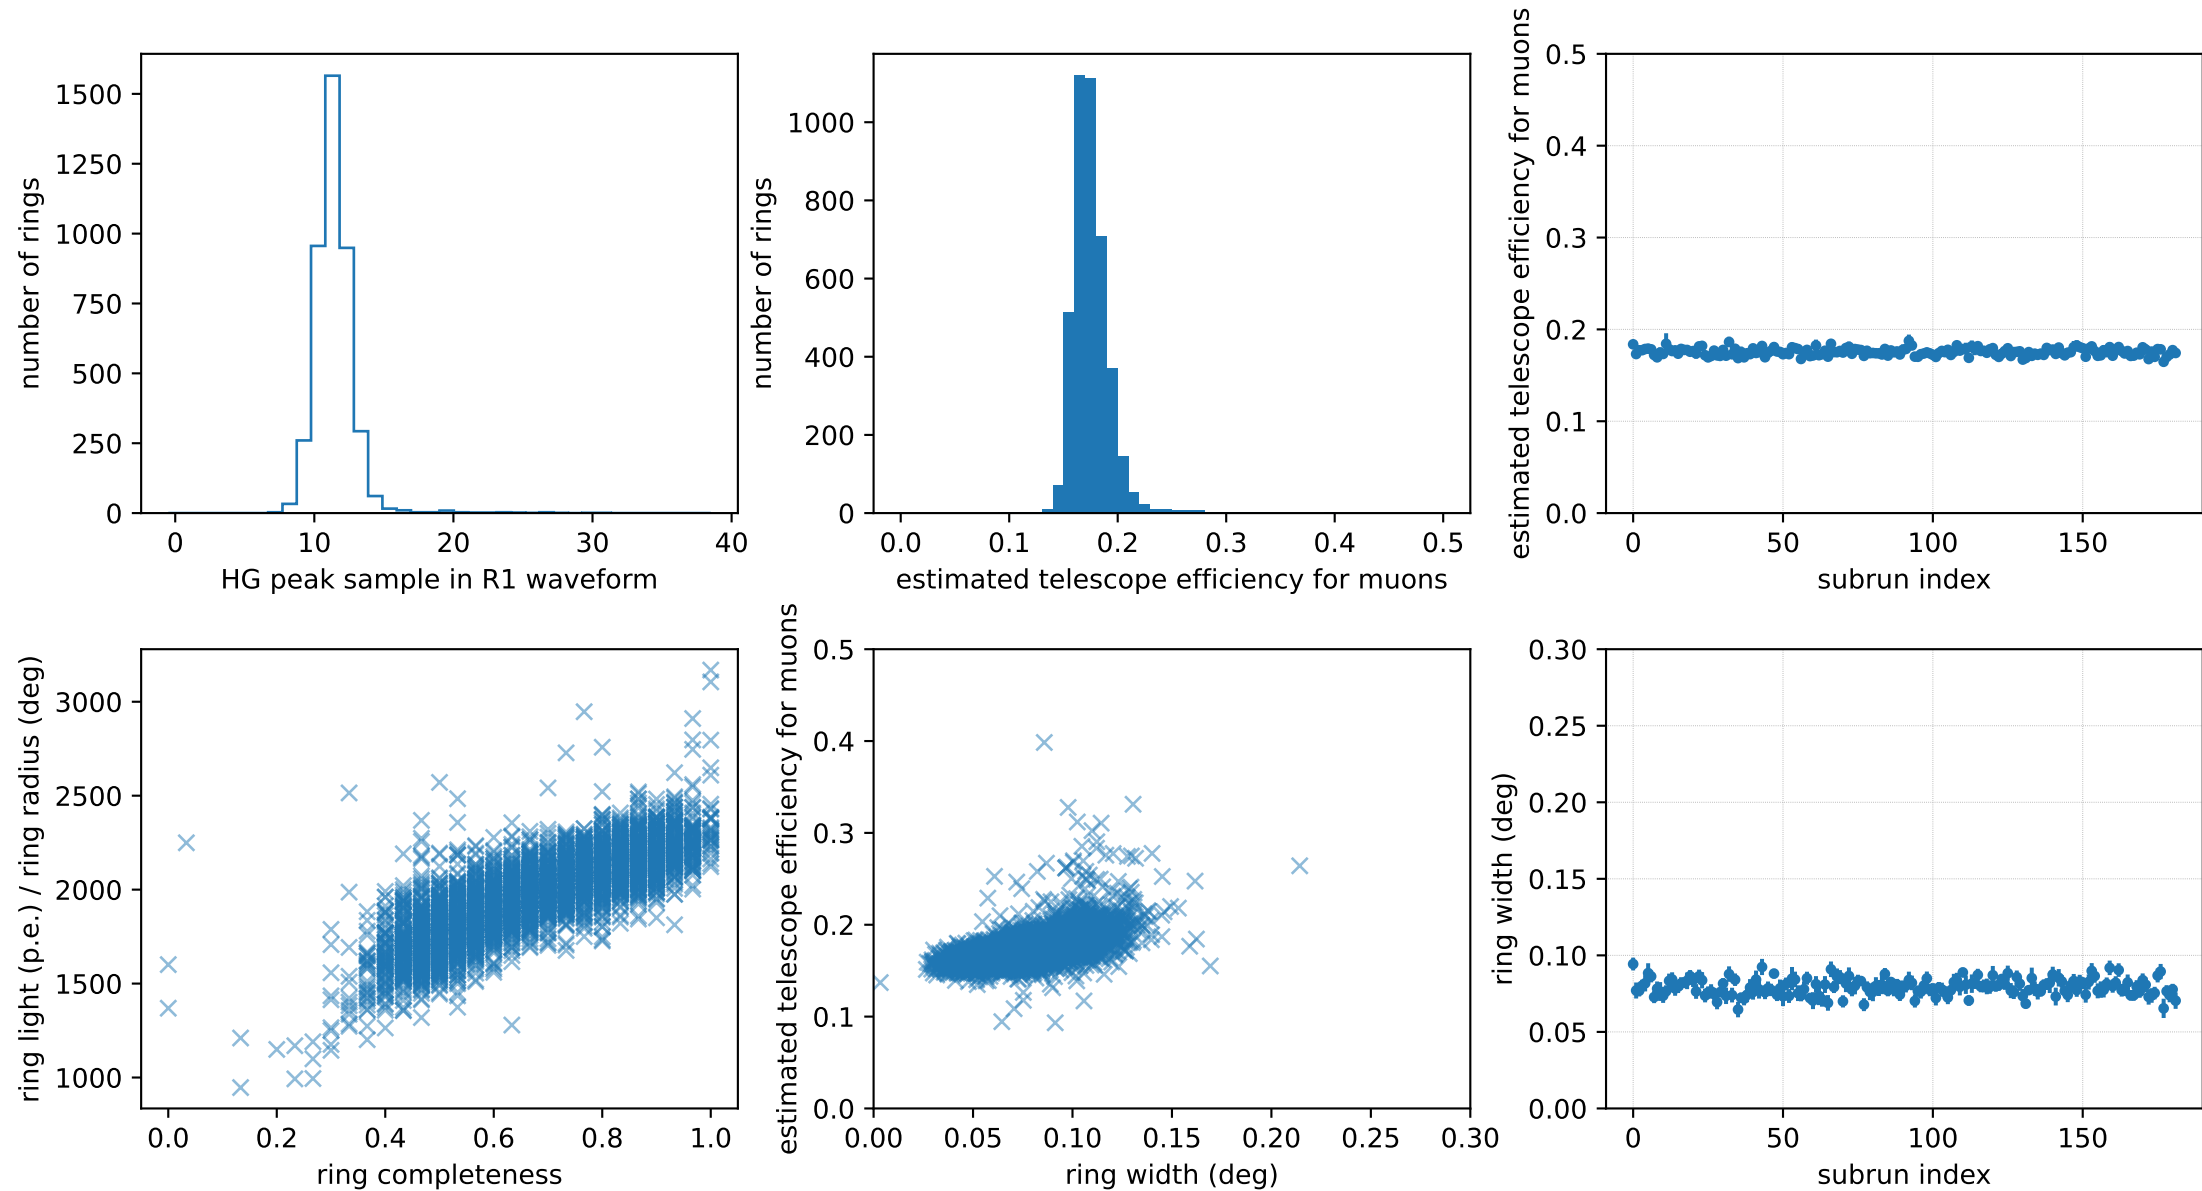 1500
1250
1000
750
500
250
0
number of rings
0 10 20 30 40
HG peak sample in R1 waveform
1000
800
600
400
200
0
number of rings
0.0 0.1 0.2 0.3 0.4 0.5
estimated telescope efficiency for muons
0.5
0.4
0.3
0.2
0.1
0.0
estimated telescope efficiency for muons
0 50 100 150
subrun index
3000
2500
2000
1500
1000
ring light (p.e.) / ring radius (deg)
0.0 0.2 0.4 0.6 0.8 1.0
ring completeness
0.5
0.4
0.3
0.2
0.1
0.0
estimated telescope efficiency for muons
0.00 0.05 0.10 0.15 0.20 0.25 0.30
ring width (deg)
0.30
0.25
0.20
0.15
0.10
0.05
0.00
ring width (deg)
0 50 100 150
subrun index